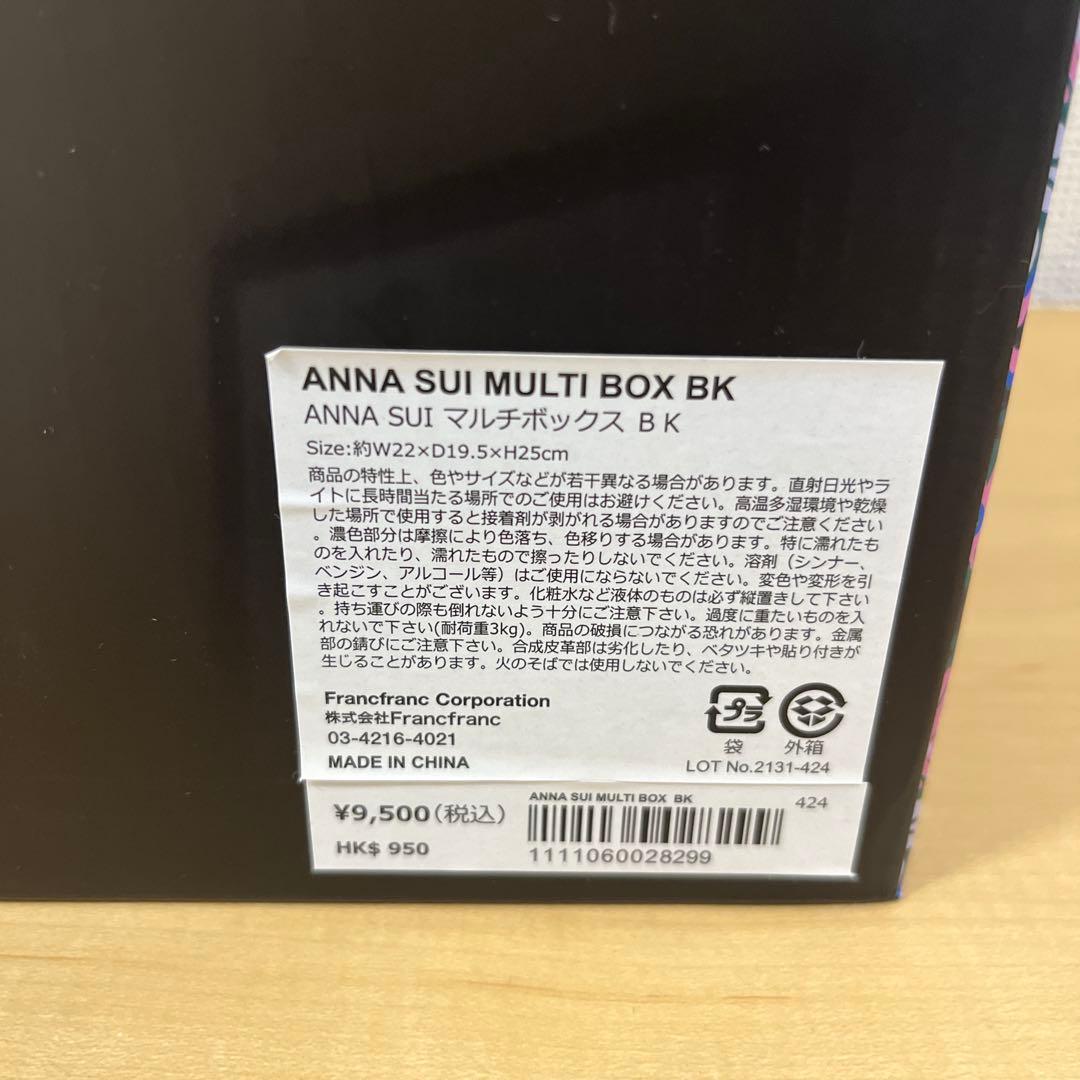 ANNA SUI MULTI BOX BK
ANNA SUI マルチボックス ＢＫ
Size:約W22×D19.5×H25cm
商品の特性上、色やサイズなどが若干異なる場合があります。直射日光やラ
イトに長時間当たる場所でのご使用はお避けください。高温多湿環境や乾燥
した場所で使用すると接着剤が剥がれる場合がありますのでご注意ください
。濃色部分は摩擦により色落ち、色移りする場合があります。特に濡れたも
のを入れたり、濡れたもので擦ったりしないでください。溶剤（シンナー、
ベンジン、アルコール等）はご使用にならないでください。変色や変形を引
き起こすことがございます。化粧水など液体のものは必ず縦置きして下さい
。持ち運びの際も倒れないよう十分にご注意下さい。過度に重たいものを入
れないで下さい(耐荷重3kg)。商品の破損につながる恐れがあります。金属
部の錆びにご注意下さい。合成皮革部は劣化したり、ベタツキや貼り付きが
生じることがあります。火のそばでは使用しないでください。
Francfranc Corporation
株式会社Francfranc
03-4216-4021
MADE IN CHINA
プラ
袋 外箱
LOT No.2131-424
¥9,500(税込)
HK$ 950
ANNA SUI MULTI BOX BK
424
1111060028299